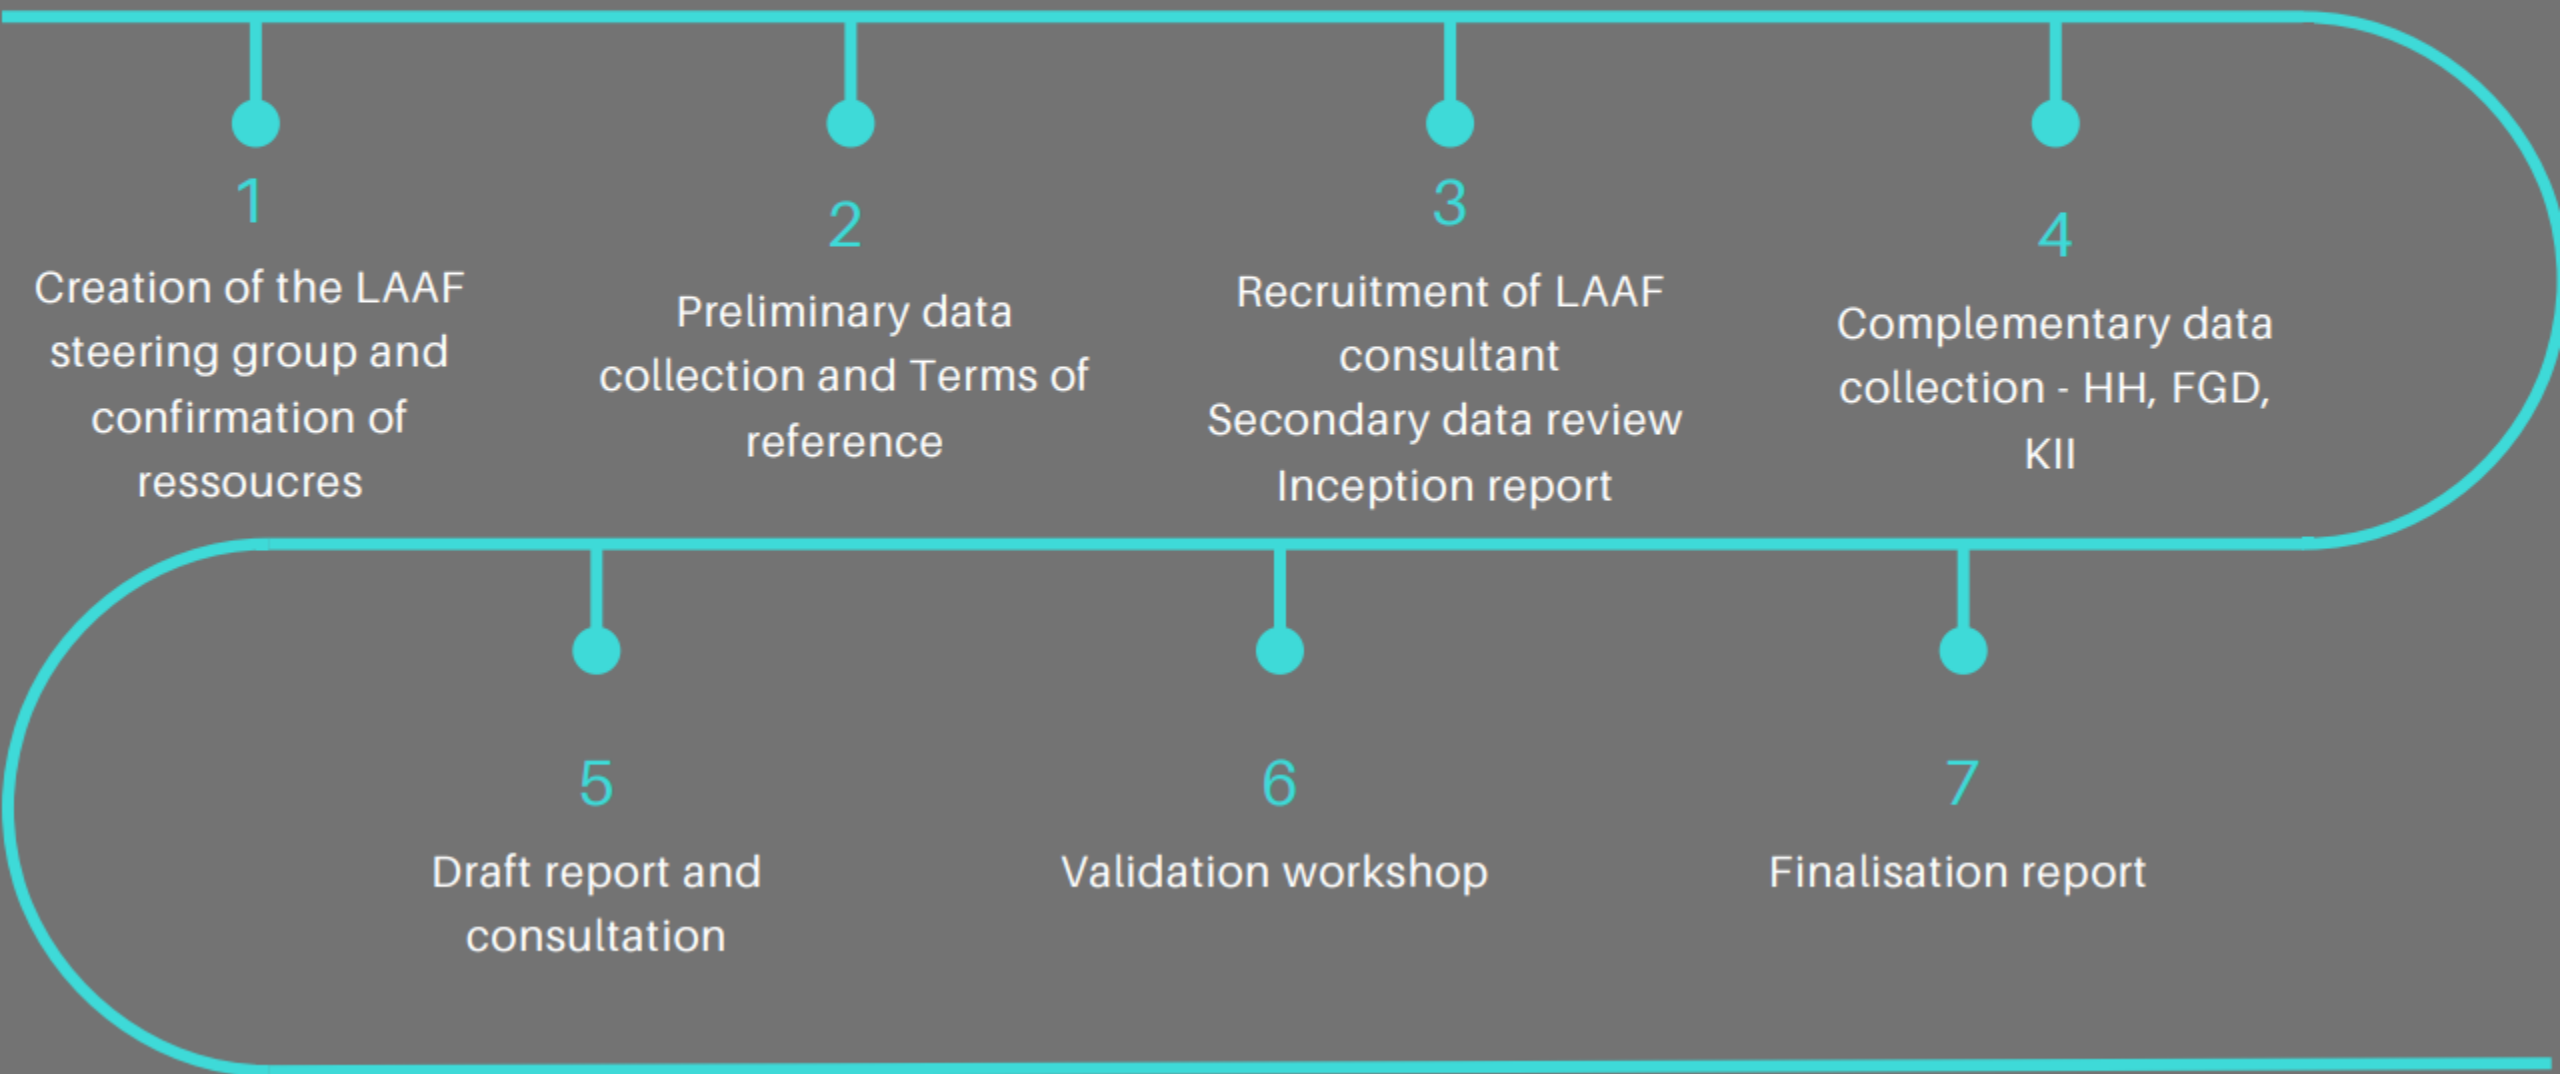 1
Creation of the LAAF
steering group and
confirmation of
ressoucres
2
Preliminary data
collection and Terms of
reference
3
Recruitment of LAAF
consultant
Secondary data review
Inception report
4
Complementary data
collection - HH, FGD,
KII
5
Draft report and
consultation
6
Validation workshop
7
Finalisation report